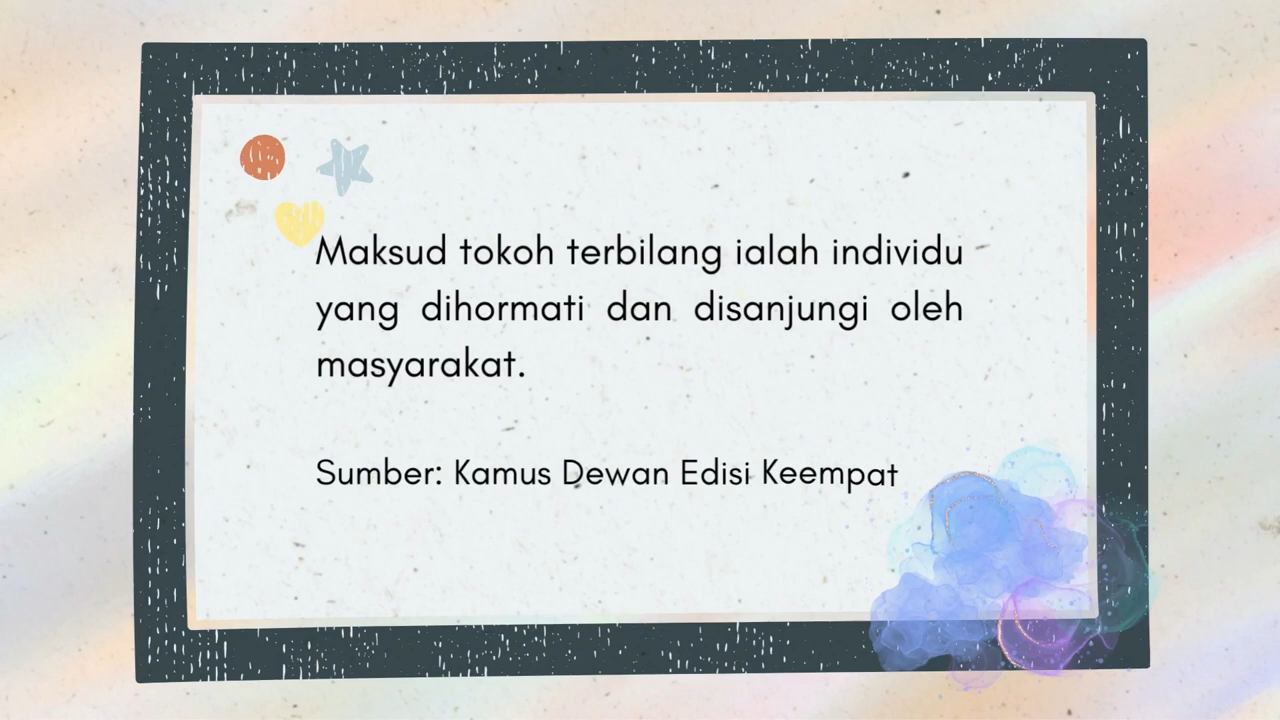 Maksud tokoh terbilang ialah individu
yang dihormati dan disanjungi oleh
masyarakat.
Sumber: Kamus Dewan Edisi Keempat